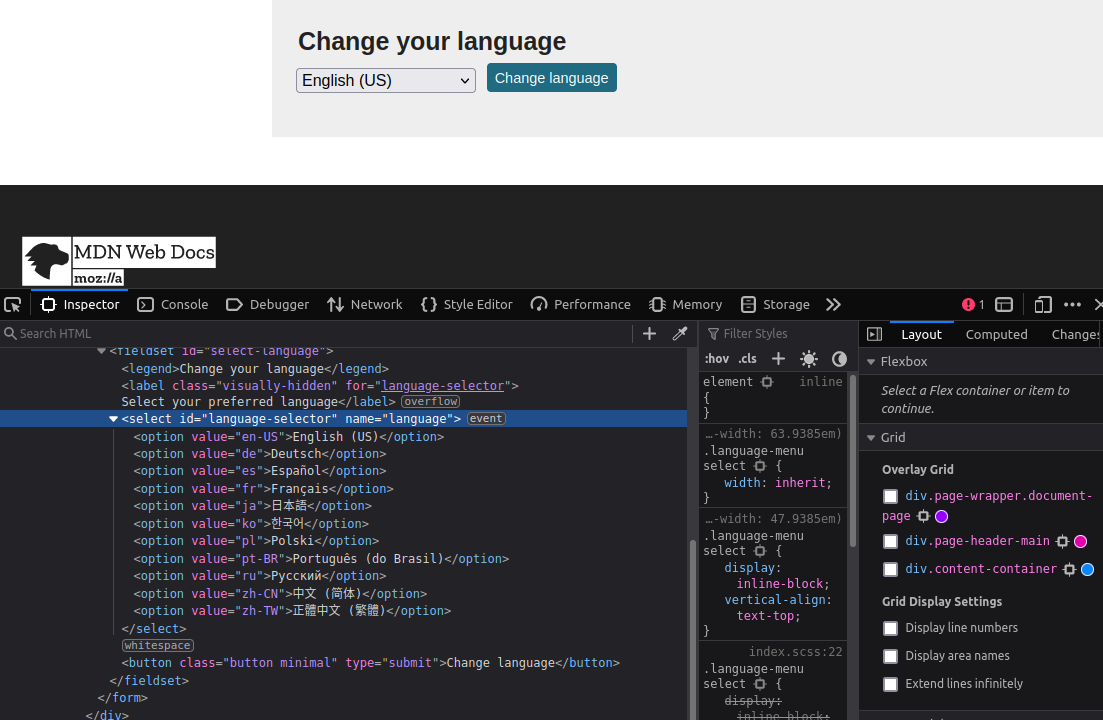 Change your language
English (US)
Change language
MDN Web Docs
moz://a
Inspector
Console
Debugger
Network
Style Editor
Performance
Memory
Storage
1
Search HTML
<fieldset id="select-language">
<legend>Change your language</legend>
<label class="visually-hidden" for="language-selector">
Select your preferred language</label> overflow
<select id="language-selector" name="language"> event
<option value="en-US">English (US)</option>
<option value="de">Deutsch</option>
<option value="es">Español</option>
<option value="fr">Français</option>
<option value="ja">日本語</option>
<option value="ko">한국어</option>
<option value="pl">Polski</option>
<option value="pt-BR">Português (do Brasil)</option>
<option value="ru">Русский</option>
<option value="zh-CN">中文 (简体)</option>
<option value="zh-TW">正體中文 (繁體)</option>
</select>
whitespace
<button class="button minimal" type="submit">Change language</button>
</fieldset>
</form>
</div>
Filter Styles
:hov .cls
element inline
{
}
…-width: 63.9385em)
.language-menu
select {
width: inherit;
}
…-width: 47.9385em)
.language-menu
select {
display:
inline-block;
vertical-align:
text-top;
}
index.scss:22
.language-menu
select {
display:
inline-block;
Layout
Computed
Changes
Flexbox
Select a Flex container or item to
continue.
Grid
Overlay Grid
div.page-wrapper.document-
page
div.page-header-main
div.content-container
Grid Display Settings
Display line numbers
Display area names
Extend lines infinitely